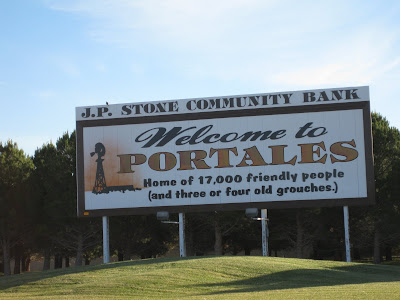 J.P. STONE COMMUNITY BANK
Welcome to
PORTALES
Home of 17,000 friendly people
(and three or four old grouches.)